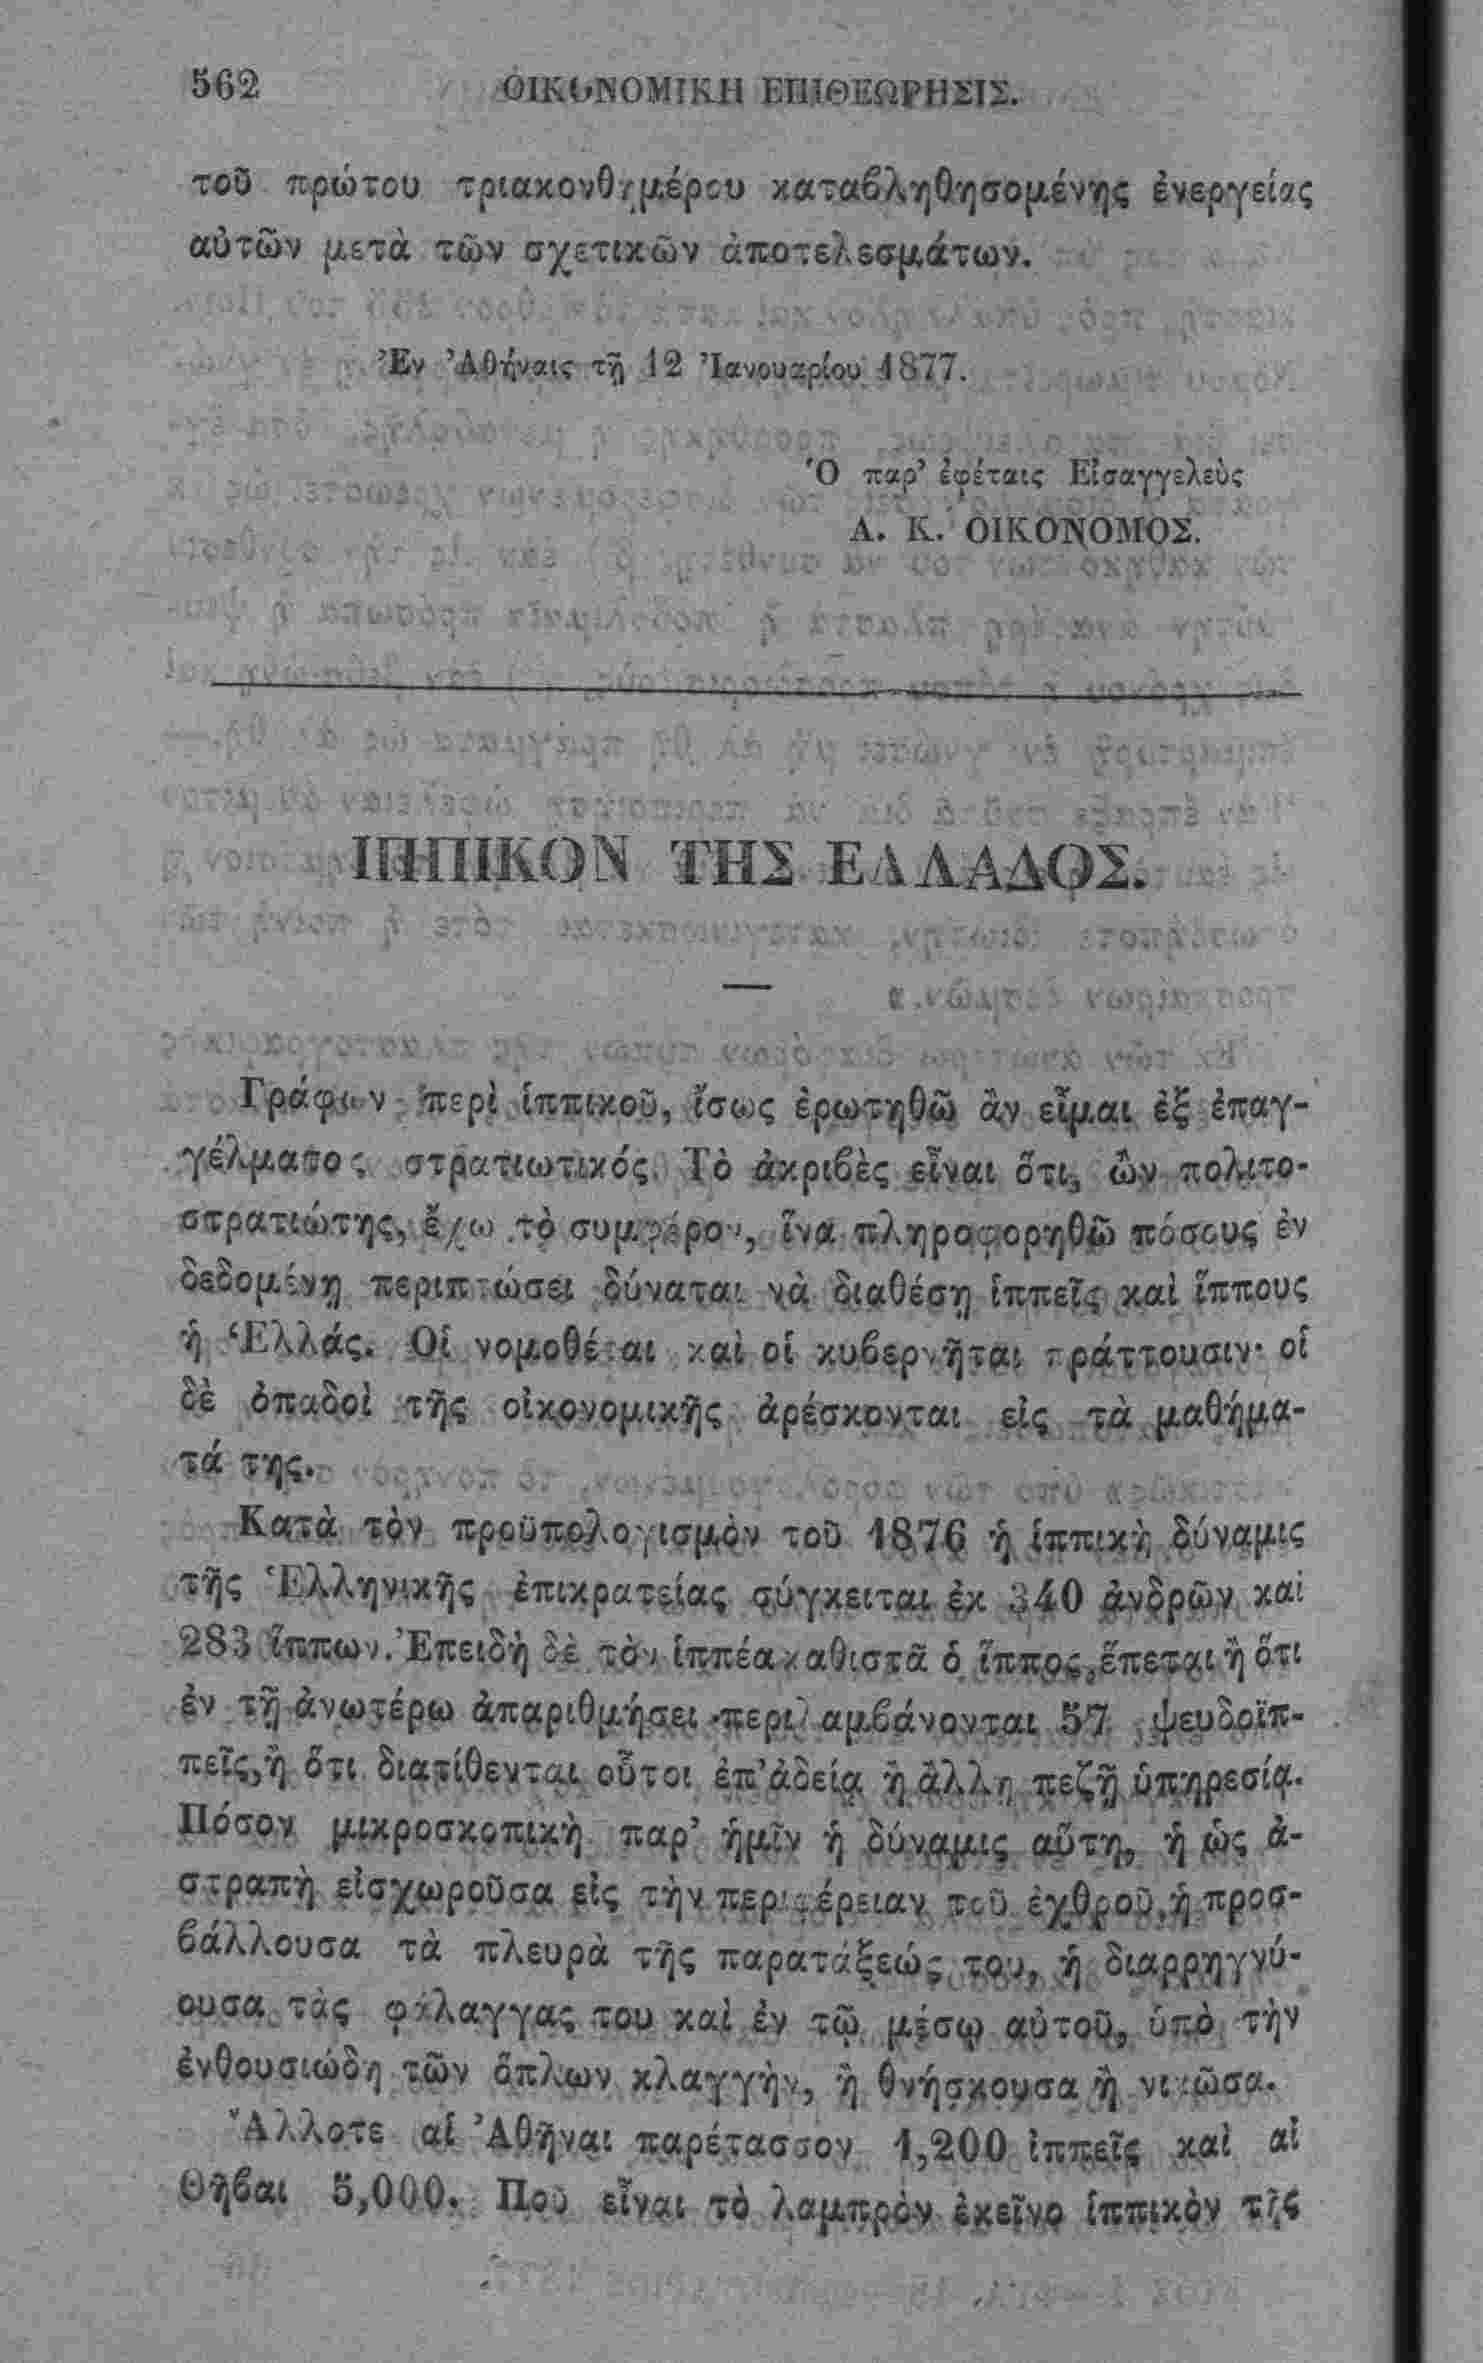 562 ΟΙΚΟΝΟΜΙΚΗ ΕΠΙΘΕΩΡΗΣΙΣ.
τοῦ πρώτου τριακονθημέρου καταβληθησομένης ἐνεργείας
αὐτῶν μετὰ τῶν σχετικῶν ἀποτελεσμάτων.
Ἐν Ἀθήναις τῇ 12 Ἰανουαρίου 1877.
Ὁ παρ' ἐφέταις Εἰσαγγελεὺς
Α. Κ. ΟΙΚΟΝΟΜΟΣ.
ΙΠΠΙΚΟΝ ΤΗΣ ΕΛΛΑΔΟΣ.
Γράφων περὶ ἱππικοῦ, ἴσως ἐρωτηθῶ ἂν εἶμαι ἐξ ἐπαγ-
γέλματος στρατιωτικός. Τὸ ἀκριβὲς εἶναι ὅτι, ὢν πολιτο-
στρατιώτης, ἔχω τὸ συμφέρον, ἵνα πληροφορηθῶ πόσους ἐν
δεδομένῃ περιπτώσει δύναται νὰ διαθέσῃ ἱππεῖς καὶ ἵππους
ἡ Ἑλλάς. Οἱ νομοθέται καὶ οἱ κυβερνῆται πράττουσιν· οἱ
δὲ ὀπαδοὶ τῆς οἰκονομικῆς ἀρέσκονται εἰς τὰ μαθήμα-
τά της.
Κατὰ τὸν προϋπολογισμὸν τοῦ 1876 ἡ ἱππικὴ δύναμις
τῆς Ἑλληνικῆς ἐπικρατείας σύγκειται ἐκ 340 ἀνδρῶν καὶ
283 ἵππων. Ἐπειδὴ δὲ τὸν ἱππέα καθιστᾷ ὁ ἵππος, ἕπεται ἢ ὅτι
ἐν τῇ ἀνωτέρω ἀπαριθμήσει περιλαμβάνονται 57 ψευδοϊπ-
πεῖς, ἢ ὅτι διατίθενται οὗτοι ἐπ' ἀδείᾳ ἢ ἄλλῃ πεζῇ ὑπηρεσίᾳ.
Πόσον μικροσκοπικὴ παρ' ἡμῖν ἡ δύναμις αὕτη, ἡ ὡς ἀ-
στραπὴ εἰσχωροῦσα εἰς τὴν περιφέρειαν τοῦ ἐχθροῦ, ἡ προσ-
βάλλουσα τὰ πλευρὰ τῆς παρατάξεώς του, ἡ διαρρηγνύ-
ουσα τὰς φάλαγγας του καὶ ἐν τῷ μέσῳ αὐτοῦ, ὑπὸ τὴν
ἐνθουσιώδη τῶν ὅπλων κλαγγὴν, ἢ θνήσκουσα ἢ νικῶσα.
Ἄλλοτε αἱ Ἀθῆναι παρέτασσον 1,200 ἱππεῖς καὶ αἱ
Θῆβαι 5,000. Ποῦ εἶναι τὸ λαμπρὸν ἐκεῖνο ἱππικὸν τῆς